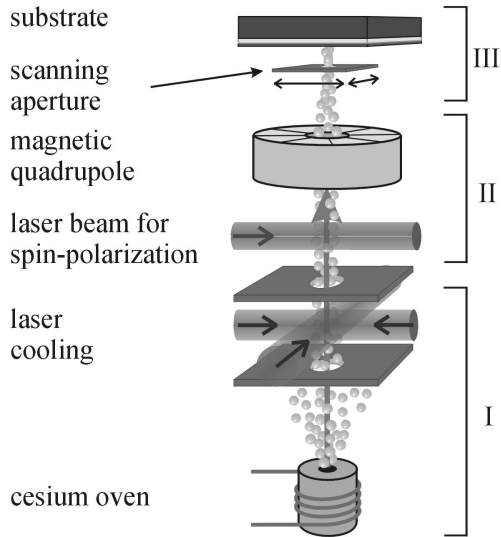 substrate
scanning
aperture
magnetic
quadrupole
laser beam for
spin-polarization
laser
cooling
cesium oven
III
II
I